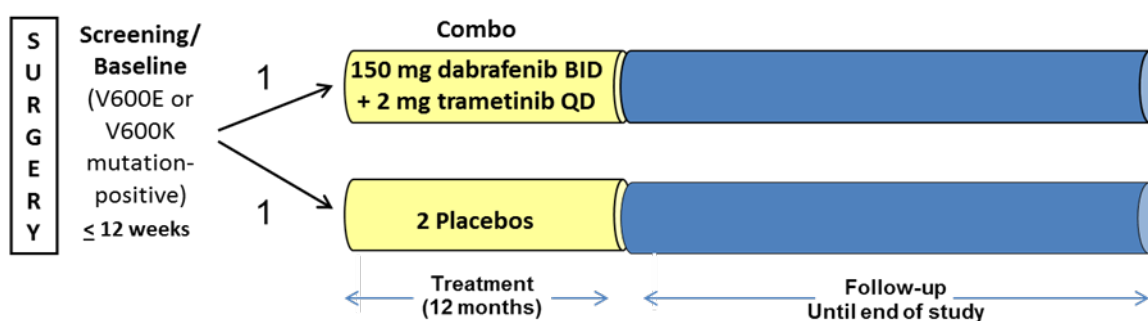 SURGERY
Screening/
Baseline
(V600E or
V600K
mutation-
positive)
≤ 12 weeks
1
1
Combo
150 mg dabrafenib BID
+ 2 mg trametinib QD
2 Placebos
Treatment
(12 months)
Follow-up
Until end of study